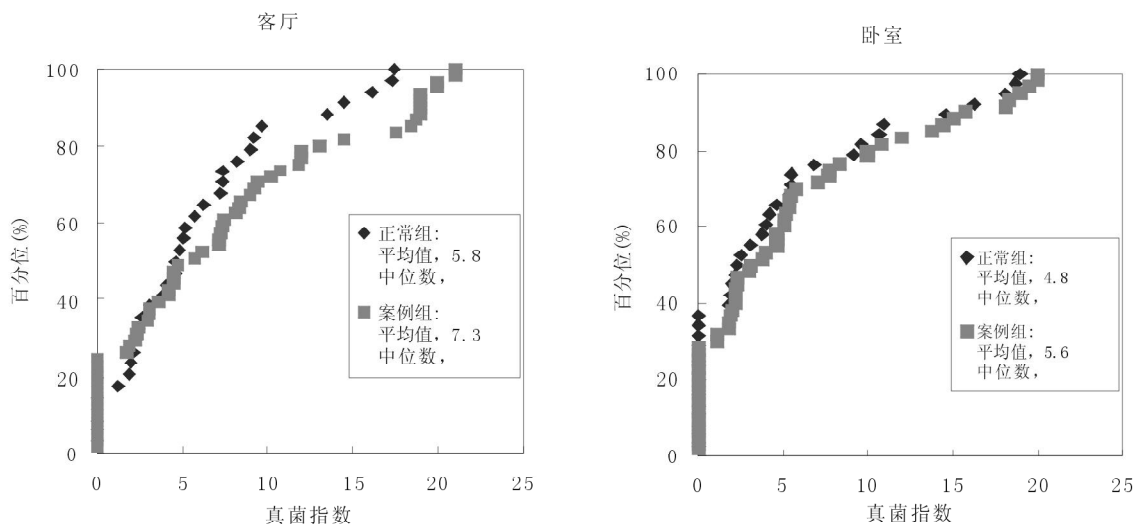 客厅
百分位(%)
100
80
60
40
20
0
0 5 10 15 20 25
真菌指数
正常组:
平均值，5.8
中位数，
案例组:
平均值，7.3
中位数，
卧室
百分位(%)
100
80
60
40
20
0
0 5 10 15 20 25
真菌指数
正常组:
平均值，4.8
中位数，
案例组:
平均值，5.6
中位数，